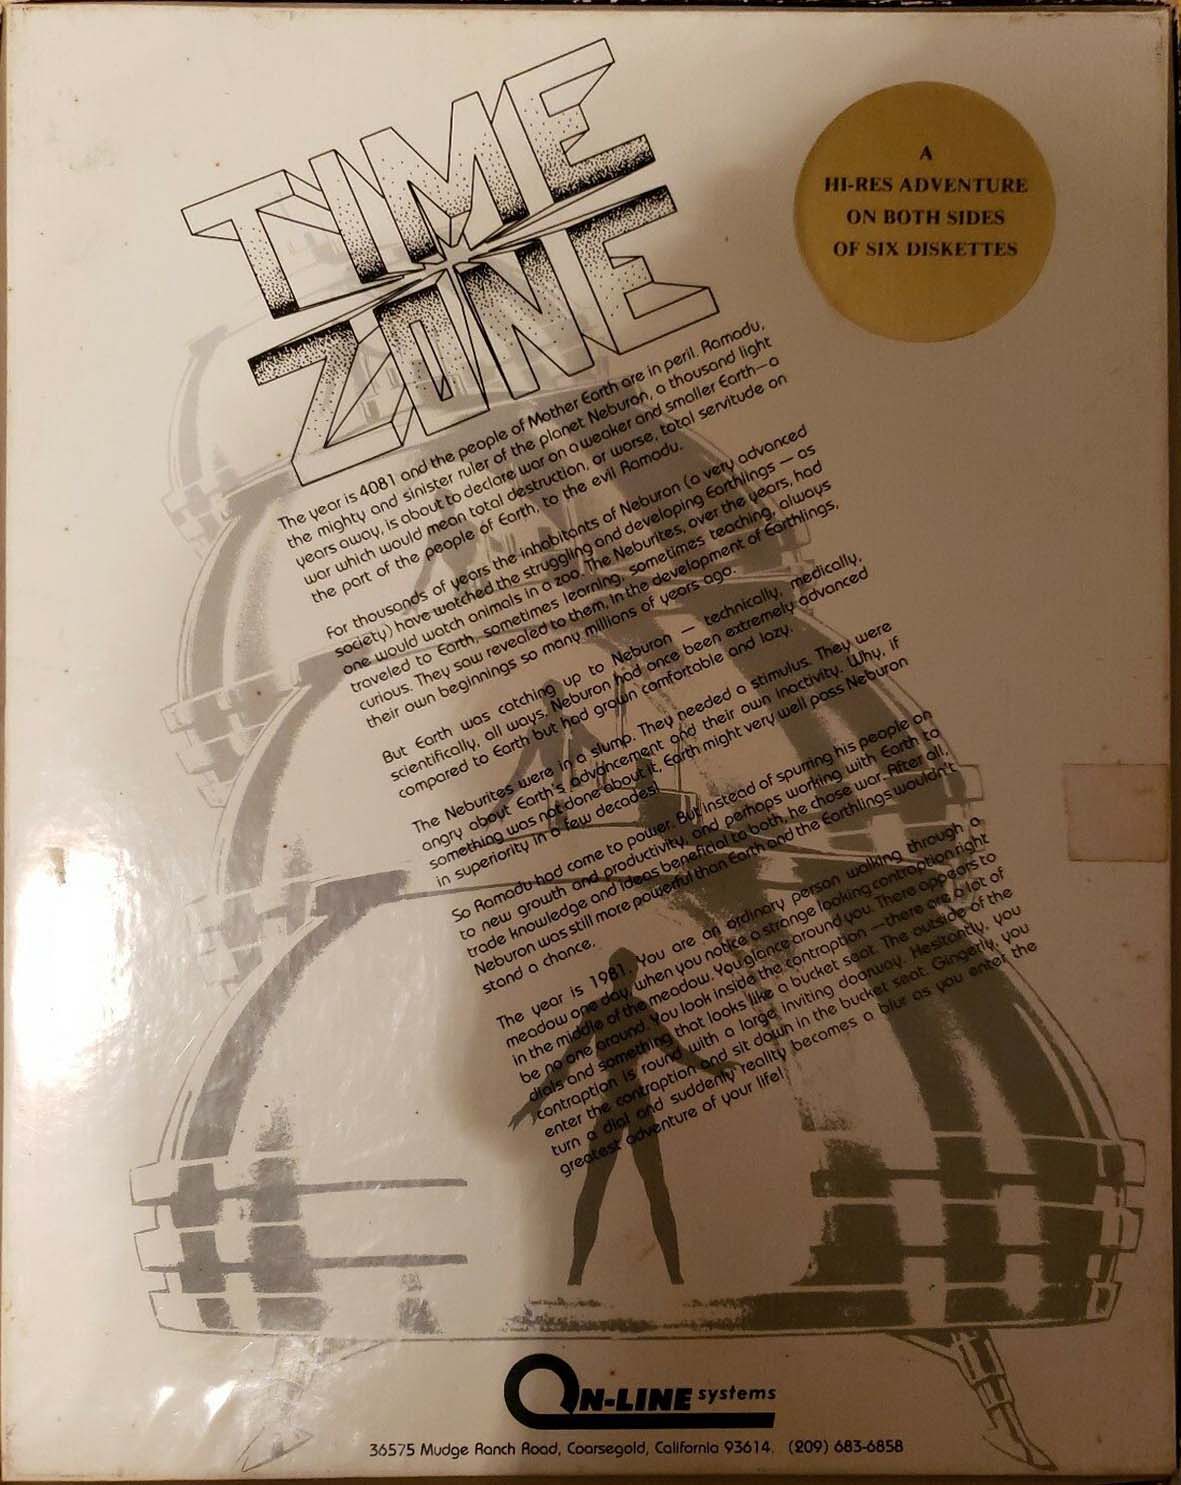 TIME
ZONE
A
HI-RES ADVENTURE
ON BOTH SIDES
OF SIX DISKETTES
The year is 4081 and the people of Mother Earth are in peril. Ramadu,
the mighty and sinister ruler of the planet Neburon, a thousand light
years away, is about to declare war on a weaker and smaller Earth—a
war which would mean total destruction, or worse, total servitude on
the part of the people of Earth, to the evil Ramadu.
For thousands of years the inhabitants of Neburon (a very advanced
society) have watched the struggling and developing Earthlings — as
one would watch animals in a zoo. The Neburites, over the years, had
traveled to Earth, sometimes learning, sometimes teaching, always
curious. They saw revealed to them, in the development of Earthlings,
their own beginnings so many millions of years ago.
But Earth was catching up to Neburon — technically, medically,
scientifically, all ways. Neburon had once been extremely advanced
compared to Earth but had grown comfortable and lazy.
The Neburites were in a slump. They needed a stimulus. They were
angry about Earth's advancement and their own inactivity. Why, if
something was not done about it, Earth might very well pass Neburon
in superiority in a few decades!
So Ramadu had come to power. But instead of spurring his people on
to new growth and productivity, and perhaps working with Earth to
trade knowledge and ideas beneficial to both, he chose war. After all,
Neburon was still more powerful than Earth and the Earthlings wouldn't
stand a chance.
The year is 1981. You are an ordinary person walking through a
meadow one day, when you notice a strange looking contraption right
in the middle of the meadow. You glance around you. There appears to
be no one around. You look inside the contraption —there are a lot of
dials and something that looks like a bucket seat. The outside of the
contraption is round with a large inviting doorway. Hesitantly, you
enter the contraption and sit down in the bucket seat. Gingerly, you
turn a dial and suddenly reality becomes a blur as you enter the
greatest adventure of your life!
ON-LINE systems
36575 Mudge Ranch Road, Coarsegold, California 93614. (209) 683-6858